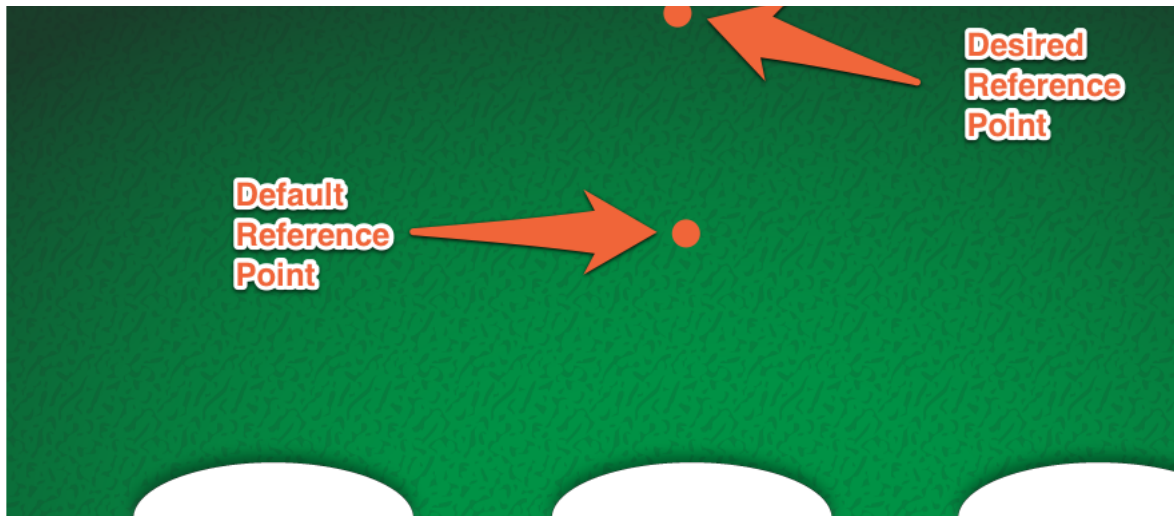 Desired
Reference
Point
Default
Reference
Point